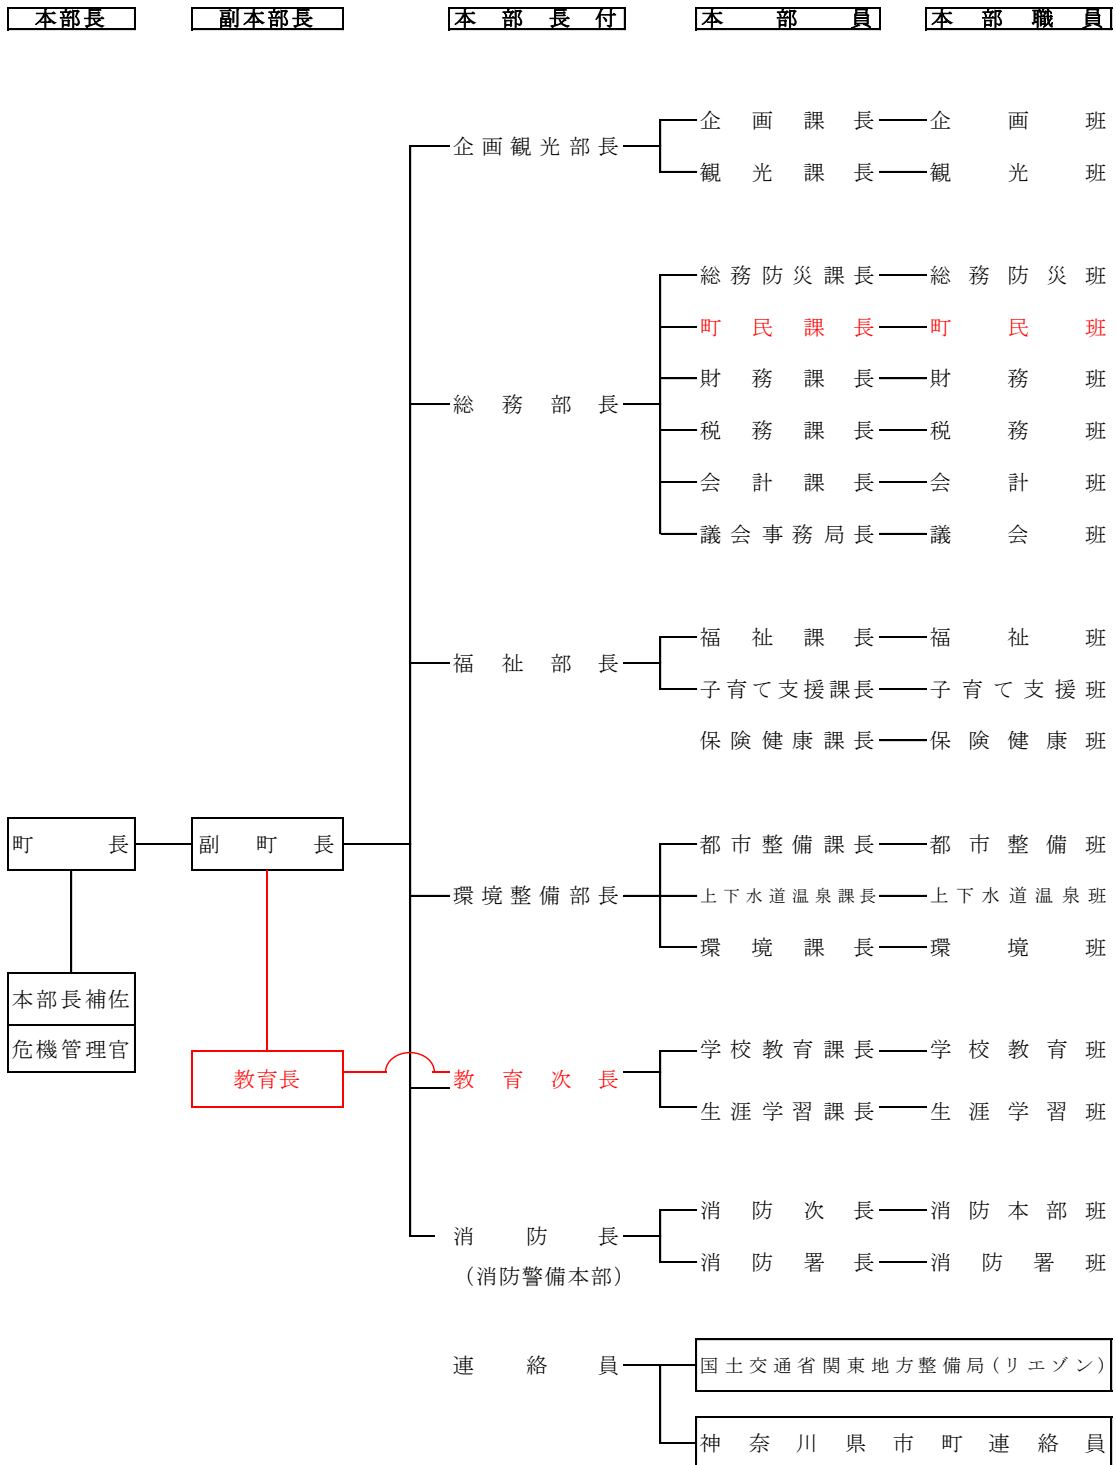 本部長 副本部長 本部長付 本部員 本部職員
企画課長 企画班
企画観光部長
観光課長 観光班
総務防災課長 総務防災班
町民課長 町民班
財務課長 財務班
総務部長
税務課長 税務班
会計課長 会計班
議会事務局長 議会班
福祉課長 福祉班
福祉部長
子育て支援課長 子育て支援班
保険健康課長 保険健康班
町長 副町長 都市整備課長 都市整備班
環境整備部長 上下水道温泉課長 上下水道温泉班
環境課長 環境班
本部長補佐
危機管理官
学校教育課長 学校教育班
教育長 教育次長
生涯学習課長 生涯学習班
消防次長 消防本部班
消防長
消防署長 消防署班
(消防警備本部)
連絡員 国土交通省関東地方整備局(リエゾン)
神奈川県市町連絡員